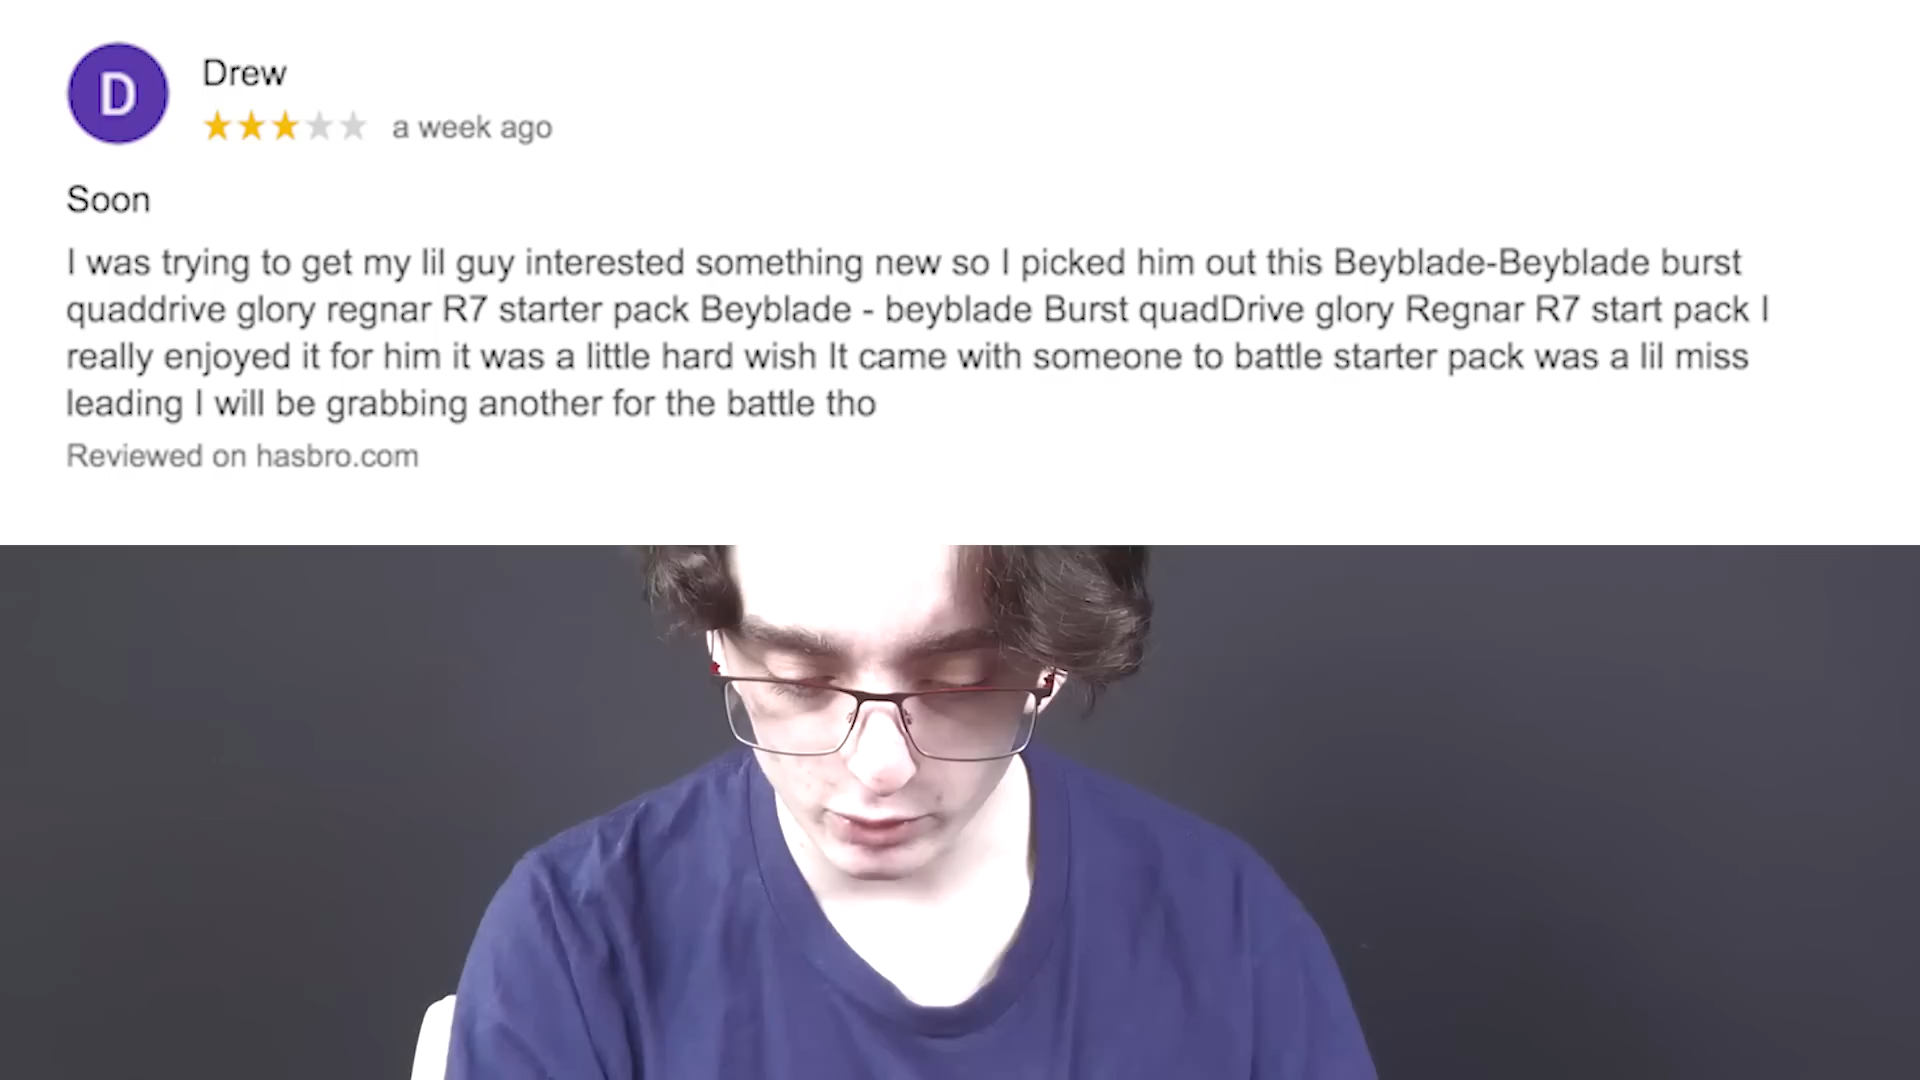 D
Drew
a week ago
Soon
I was trying to get my lil guy interested something new so I picked him out this Beyblade-Beyblade burst
quaddrive glory regnar R7 starter pack Beyblade - beyblade Burst quadDrive glory Regnar R7 start pack I
really enjoyed it for him it was a little hard wish It came with someone to battle starter pack was a lil miss
leading I will be grabbing another for the battle tho
Reviewed on hasbro.com